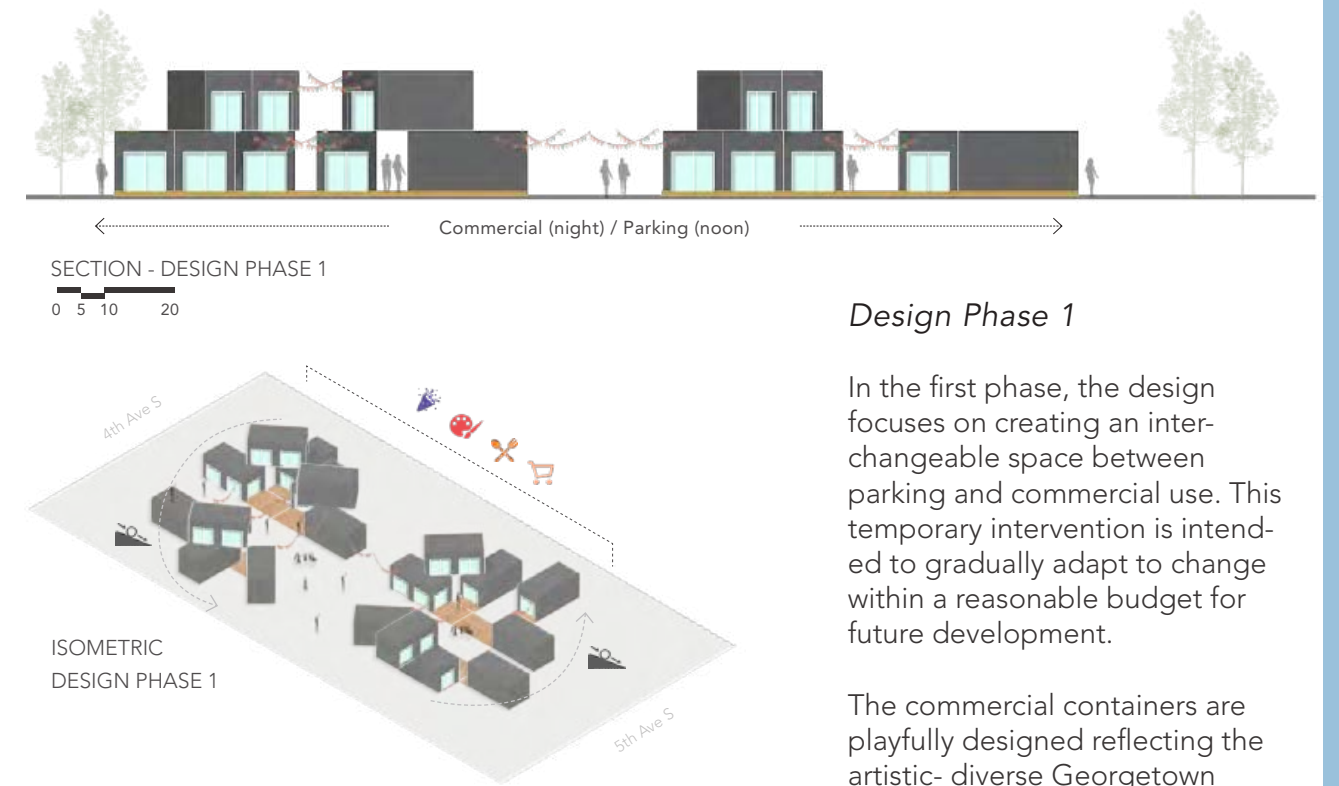 Commercial (night) / Parking (noon)
SECTION - DESIGN PHASE 1
0 5 10 20
4th Ave S
ISOMETRIC
DESIGN PHASE 1
5th Ave S
Design Phase 1
In the first phase, the design
focuses on creating an inter-
changeable space between
parking and commercial use. This
temporary intervention is intend-
ed to gradually adapt to change
within a reasonable budget for
future development.
The commercial containers are
playfully designed reflecting the
artistic- diverse Georgetown